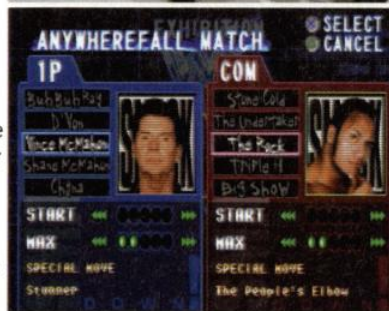 EXHIBITION
ANYWHEREFALL MATCH
SELECT
CANCEL
1P
Buh Buh Ray
D'Von
Vince McMahon
Shane McMahon
Chyna
START
MAX
SPECIAL MOVE
Stunner
COM
Stone Cold
The Undertaker
The Rock
Triple H
Big Show
START
MAX
SPECIAL MOVE
The People's Elbow